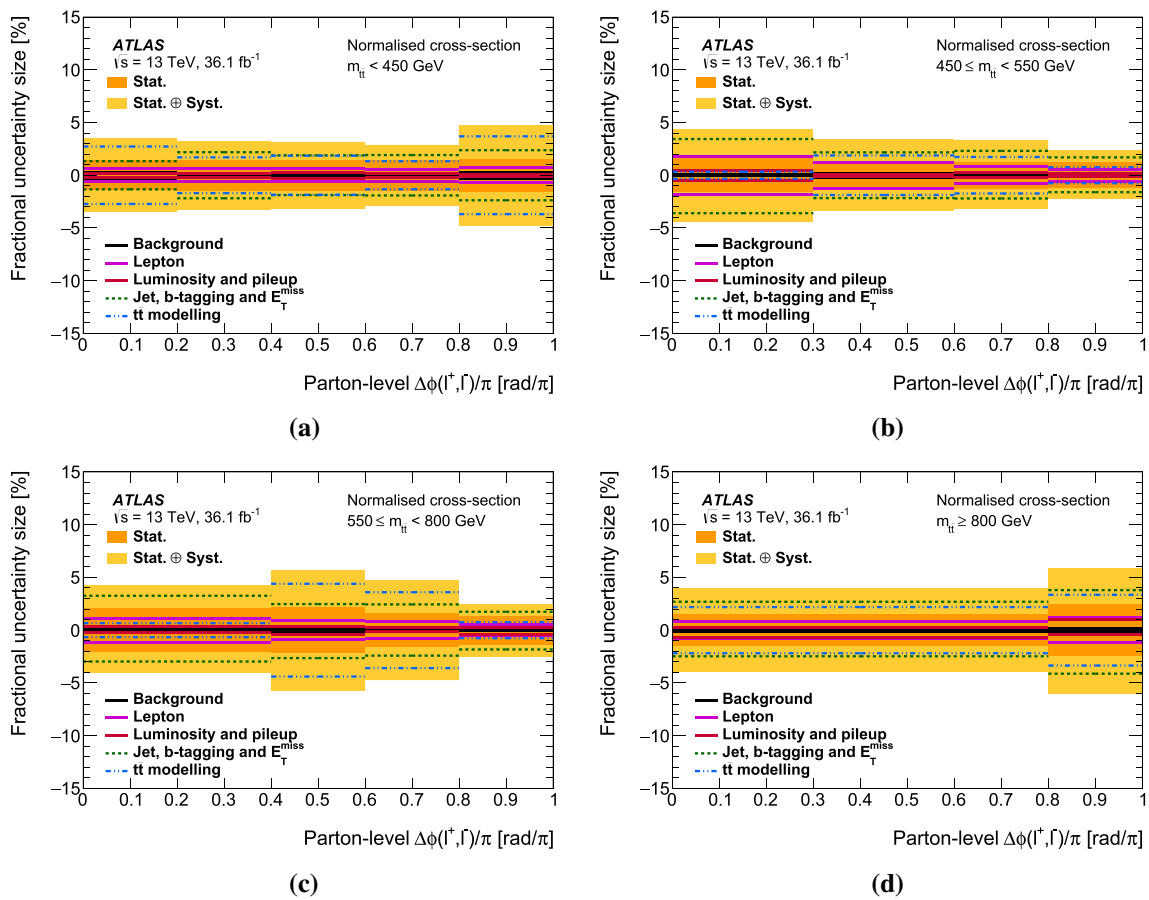 Fractional uncertainty size [%]
15
10
5
0
−5
−10
−15
ATLAS
√s = 13 TeV, 36.1 fb⁻¹
Stat.
Stat. ⊕ Syst.
Normalised cross-section
m_tt̄ < 450 GeV
Background
Lepton
Luminosity and pileup
Jet, b-tagging and E_T^miss
tt̄ modelling
0 0.1 0.2 0.3 0.4 0.5 0.6 0.7 0.8 0.9 1
Parton-level Δϕ(l⁺,l⁻)/π [rad/π]
(a)
Fractional uncertainty size [%]
15
10
5
0
−5
−10
−15
ATLAS
√s = 13 TeV, 36.1 fb⁻¹
Stat.
Stat. ⊕ Syst.
Normalised cross-section
450 ≤ m_tt̄ < 550 GeV
Background
Lepton
Luminosity and pileup
Jet, b-tagging and E_T^miss
tt̄ modelling
0 0.1 0.2 0.3 0.4 0.5 0.6 0.7 0.8 0.9 1
Parton-level Δϕ(l⁺,l⁻)/π [rad/π]
(b)
Fractional uncertainty size [%]
15
10
5
0
−5
−10
−15
ATLAS
√s = 13 TeV, 36.1 fb⁻¹
Stat.
Stat. ⊕ Syst.
Normalised cross-section
550 ≤ m_tt̄ < 800 GeV
Background
Lepton
Luminosity and pileup
Jet, b-tagging and E_T^miss
tt̄ modelling
0 0.1 0.2 0.3 0.4 0.5 0.6 0.7 0.8 0.9 1
Parton-level Δϕ(l⁺,l⁻)/π [rad/π]
(c)
Fractional uncertainty size [%]
15
10
5
0
−5
−10
−15
ATLAS
√s = 13 TeV, 36.1 fb⁻¹
Stat.
Stat. ⊕ Syst.
Normalised cross-section
m_tt̄ ≥ 800 GeV
Background
Lepton
Luminosity and pileup
Jet, b-tagging and E_T^miss
tt̄ modelling
0 0.1 0.2 0.3 0.4 0.5 0.6 0.7 0.8 0.9 1
Parton-level Δϕ(l⁺,l⁻)/π [rad/π]
(d)